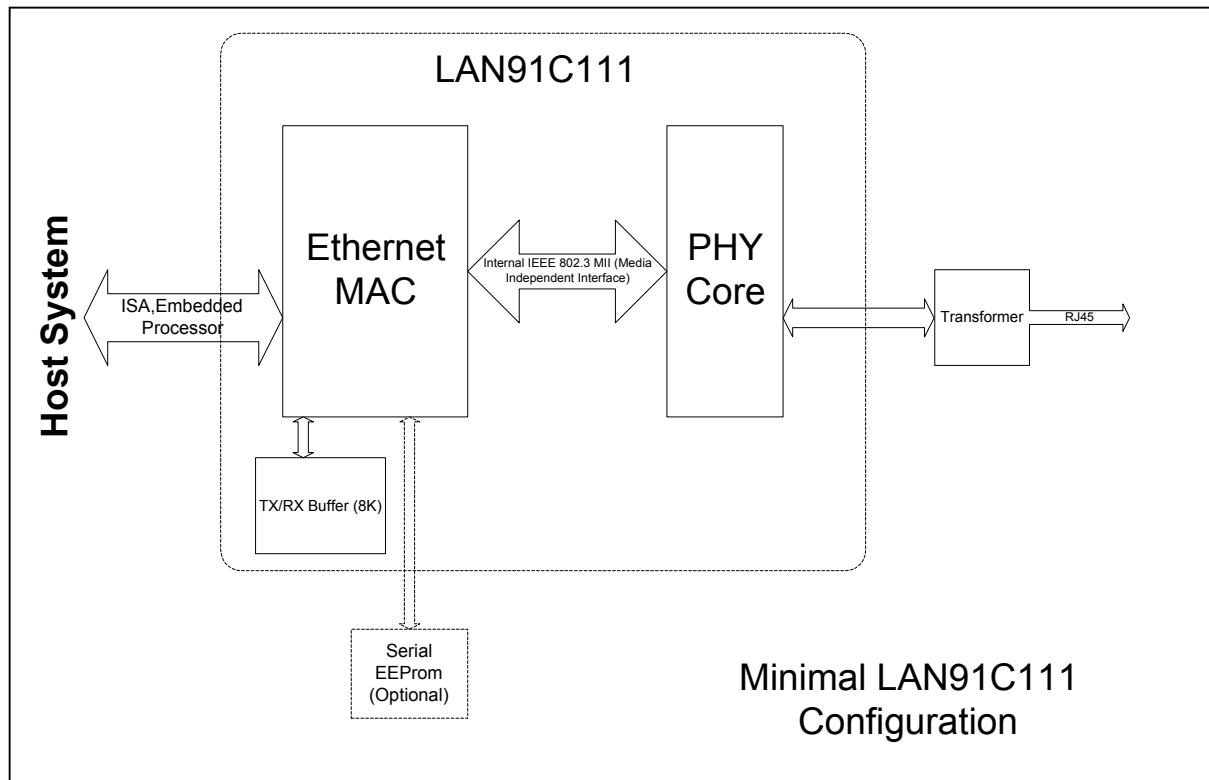 LAN91C111
Host System
ISA,Embedded
Processor
Ethernet
MAC
Internal IEEE 802.3 MII (Media
Independent Interface)
PHY
Core
Transformer
RJ45
TX/RX Buffer (8K)
Serial
EEProm
(Optional)
Minimal LAN91C111
Configuration